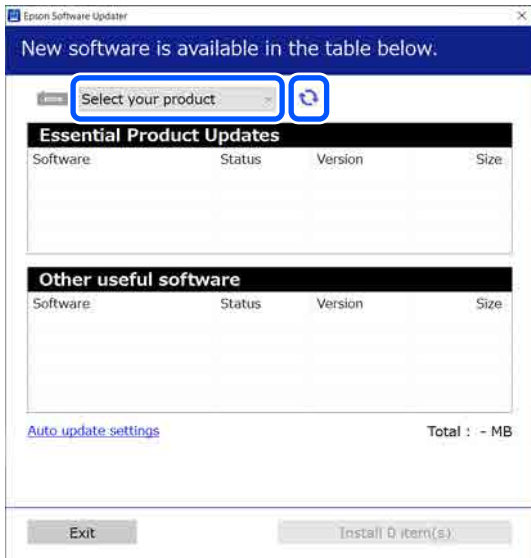 Epson Software Updater
New software is available in the table below.
Select your product
Essential Product Updates
Software Status Version Size
Other useful software
Software Status Version Size
Auto update settings Total : - MB
Exit Install 0 item(s)